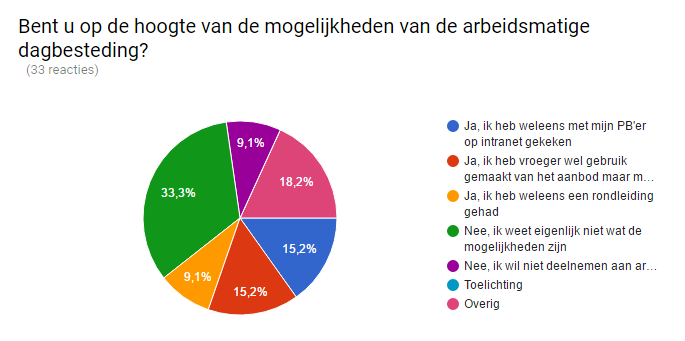 Bent u op de hoogte van de mogelijkheden van de arbeidsmatige
dagbesteding?
(33 reacties)
9,1%
18,2%
33,3%
15,2%
9,1%
15,2%
Ja, ik heb weleens met mijn PB'er
op intranet gekeken
Ja, ik heb vroeger wel gebruik
gemaakt van het aanbod maar m…
Ja, ik heb weleens een rondleiding
gehad
Nee, ik weet eigenlijk niet wat de
mogelijkheden zijn
Nee, ik wil niet deelnemen aan ar…
Toelichting
Overig